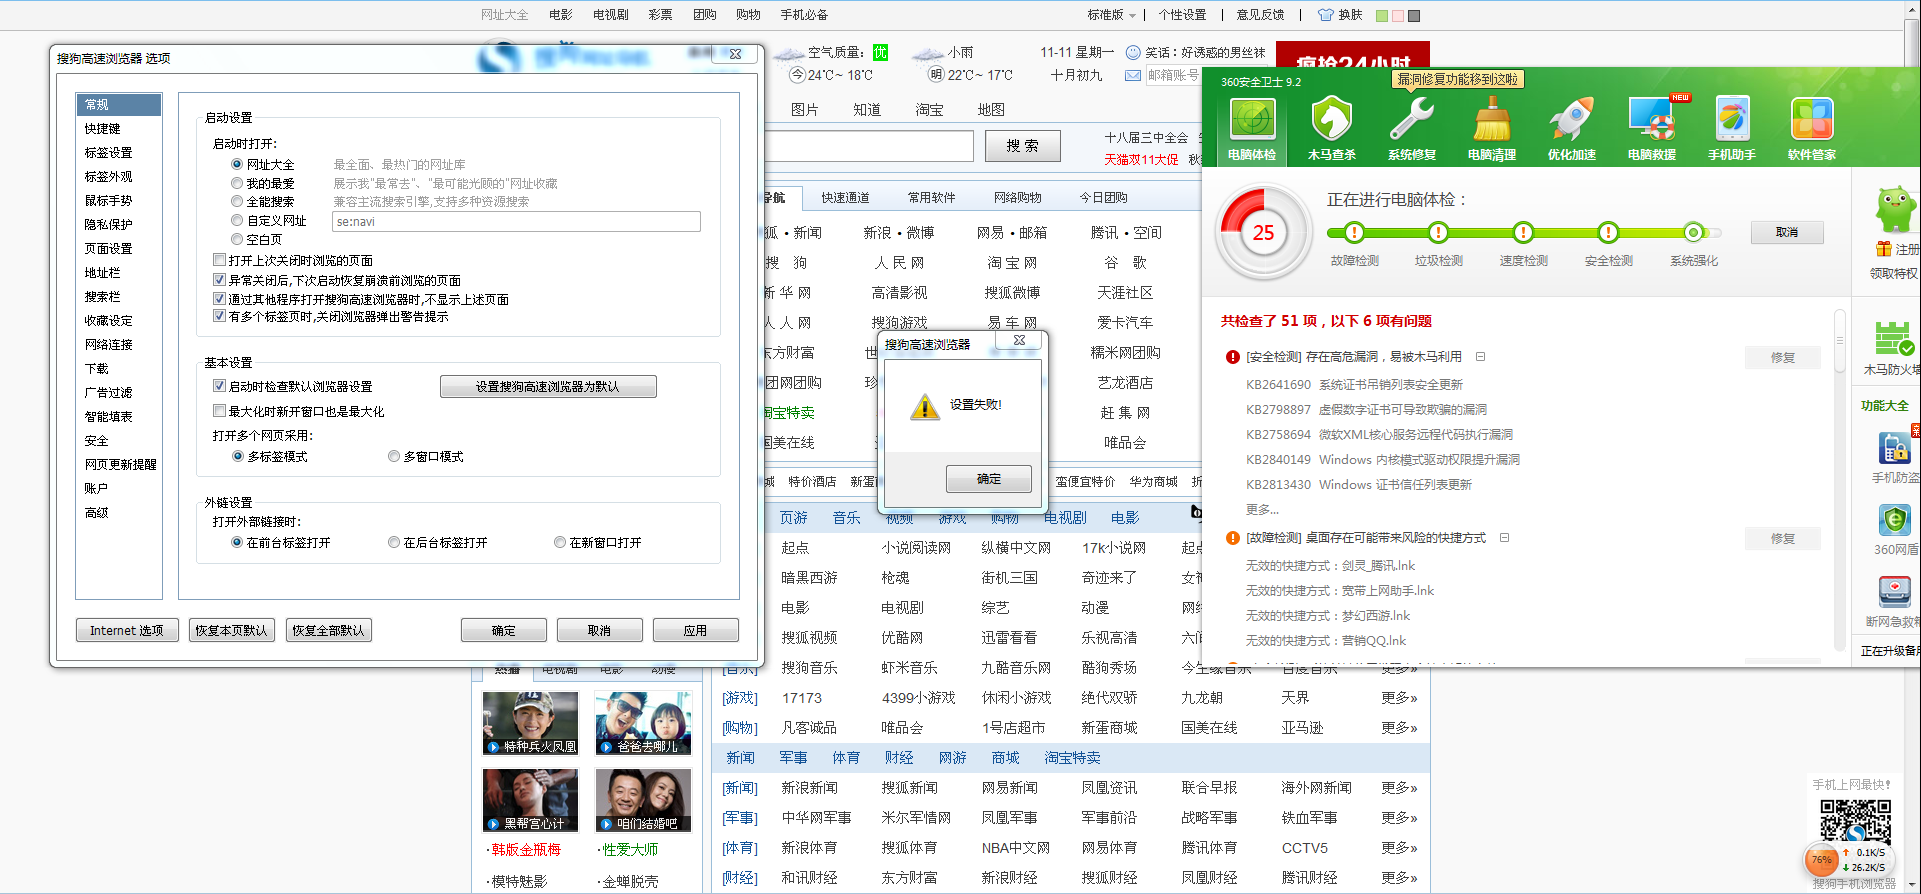 网址大全 电影 电视剧 彩票 团购 购物 手机必备
标准版 个性设置 意见反馈 换肤
搜狗高速浏览器 选项
常规
快捷键
标签设置
标签外观
鼠标手势
隐私保护
页面设置
地址栏
搜索栏
收藏设定
网络连接
下载
广告过滤
智能填表
安全
网页更新提醒
账户
高级
启动设置
启动时打开:
网址大全 最全面、最热门的网址库
我的最爱 展示我"最常去"、"最可能光顾的"网址收藏
全能搜索 兼容主流搜索引擎,支持多种资源搜索
自定义网址 se:navi
空白页
打开上次关闭时浏览的页面
异常关闭后,下次启动恢复崩溃前浏览的页面
通过其他程序打开搜狗高速浏览器时,不显示上述页面
有多个标签页时,关闭浏览器弹出警告提示
基本设置
启动时检查默认浏览器设置 设置搜狗高速浏览器为默认
最大化时新开窗口也是最大化
打开多个网页采用:
多标签模式 多窗口模式
外链设置
打开外部链接时:
在前台标签打开 在后台标签打开 在新窗口打开
Internet 选项 恢复本页默认 恢复全部默认 确定 取消 应用
空气质量: 优 小雨 11-11 星期一 笑话: 好诱惑的男丝袜
今 24℃~ 18℃ 明 22℃~ 17℃ 十月初九 邮箱账号
疯抢24小时
图片 知道 淘宝 地图
搜 索
十八届三中全会
天猫双11大促
导航 快速通道 常用软件 网络购物 今日团购
狐 • 新闻 新浪 • 微博 网易 • 邮箱 腾讯 • 空间
搜 狗 人 民 网 淘 宝 网 谷 歌
新 华 网 高清影视 搜狐微博 天涯社区
人 人 网 搜狗游戏 易 车 网 爱卡汽车
东方财富 糯米网团购
团网团购 艺龙酒店
淘宝特卖 赶 集 网
国美在线 唯品会
城 特价酒店 新蛋 蛮便宜特价 华为商城 折
搜狗高速浏览器
设置失败!
确定
页游 音乐 视频 游戏 购物 电视剧 电影
起点 小说阅读网 纵横中文网 17k小说网 起点
暗黑西游 枪魂 街机三国 奇迹来了 女神
电影 电视剧 综艺 动漫 网络
搜狐视频 优酷网 迅雷看看 乐视高清 六间
[音乐] 搜狗音乐 虾米音乐 九酷音乐网 酷狗秀场 今生缘音乐 百度音乐 更多»
[游戏] 17173 4399小游戏 休闲小游戏 绝代双骄 九龙朝 天界 更多»
[购物] 凡客诚品 唯品会 1号店超市 新蛋商城 国美在线 亚马逊 更多»
新闻 军事 体育 财经 网游 商城 淘宝特卖
[新闻] 新浪新闻 搜狐新闻 网易新闻 凤凰资讯 联合早报 海外网新闻 更多»
[军事] 中华网军事 米尔军情网 凤凰军事 军事前沿 战略军事 铁血军事 更多»
[体育] 新浪体育 搜狐体育 NBA中文网 网易体育 腾讯体育 CCTV5 更多»
[财经] 和讯财经 东方财富 新浪财经 搜狐财经 凤凰财经 腾讯财经 更多»
热播 电视剧 电影 动漫
特种兵火凤凰 爸爸去哪儿
黑帮宫心计 咱们结婚吧
·韩版金瓶梅 ·性爱大师
·模特魅影 ·金蝉脱壳
360安全卫士 9.2
漏洞修复功能移到这啦
NEW
电脑体检 木马查杀 系统修复 电脑清理 优化加速 电脑救援 手机助手 软件管家
25
正在进行电脑体检：
故障检测 垃圾检测 速度检测 安全检测 系统强化
取消
共检查了 51 项，以下 6 项有问题
[安全检测] 存在高危漏洞，易被木马利用 修复
KB2641690 系统证书吊销列表安全更新
KB2798897 虚假数字证书可导致欺骗的漏洞
KB2758694 微软XML核心服务远程代码执行漏洞
KB2840149 Windows 内核模式驱动权限提升漏洞
KB2813430 Windows 证书信任列表更新
更多...
[故障检测] 桌面存在可能带来风险的快捷方式 修复
无效的快捷方式：剑灵_腾讯.lnk
无效的快捷方式：宽带上网助手.lnk
无效的快捷方式：梦幻西游.lnk
无效的快捷方式：营销QQ.lnk
注册
领取特权
木马防火墙
功能大全
手机防盗
360网盾
断网急救箱
正在升级备用
手机上网最快!
76% 0.1K/S
26.2K/S
搜狗手机浏览器